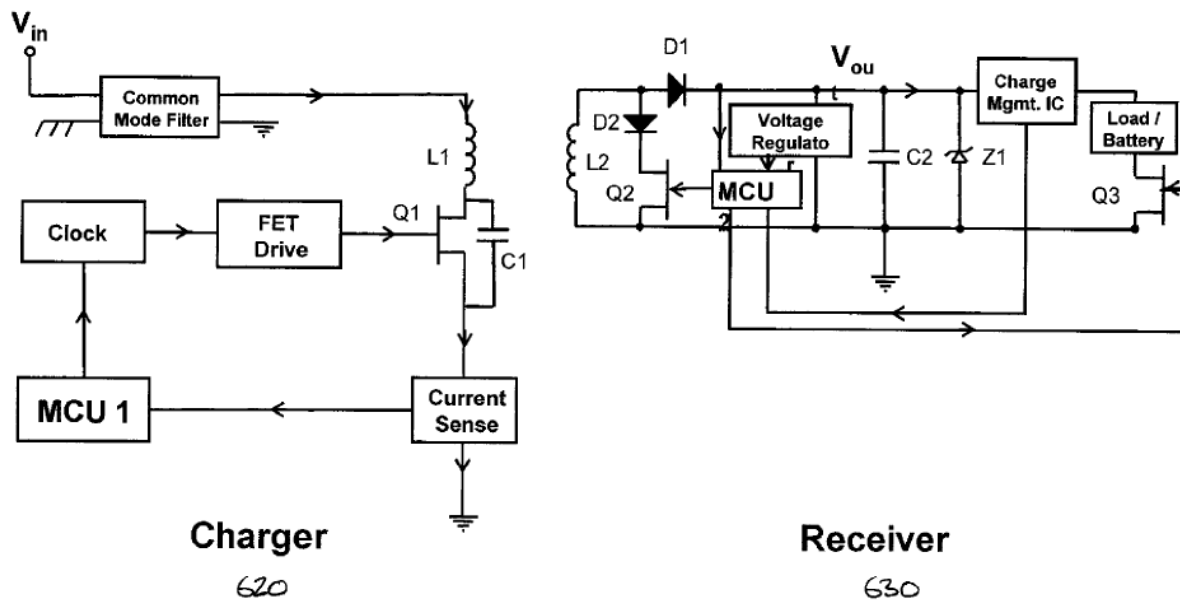 Vin
Common
Mode Filter
L1
Clock
FET
Drive
Q1
C1
MCU 1
Current
Sense
Charger
620
D1
Vou
t
D2
L2
Q2
Voltage
Regulato
r
MCU
2
C2
Z1
Charge
Mgmt. IC
Load /
Battery
Q3
Receiver
630